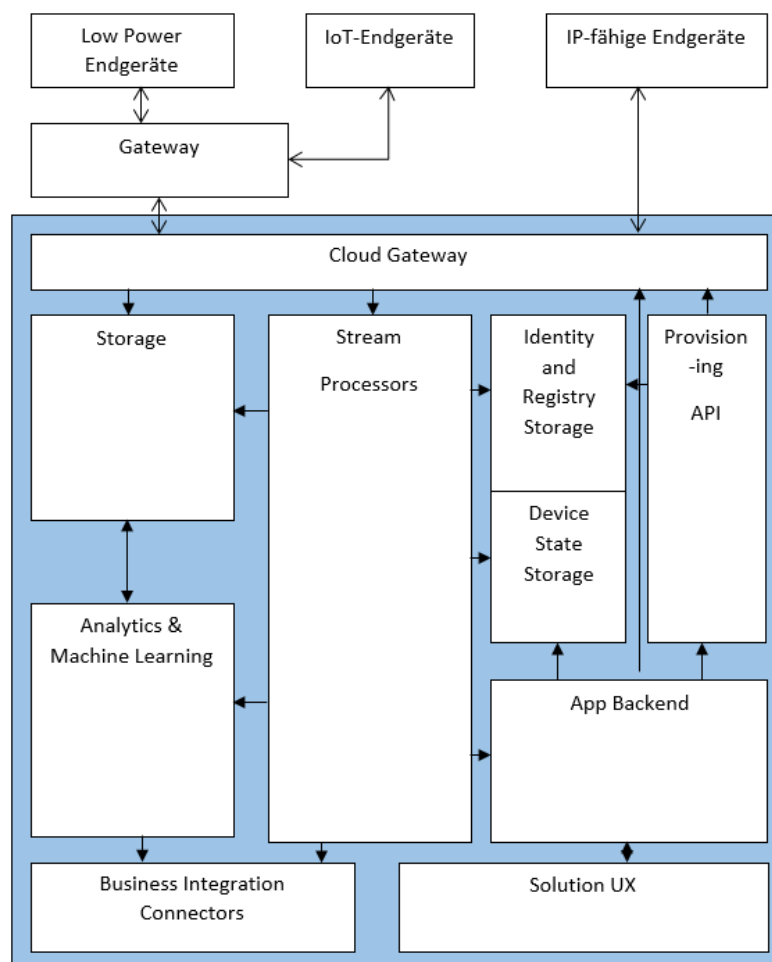 Low Power
Endgeräte
IoT-Endgeräte
IP-fähige Endgeräte
Gateway
Cloud Gateway
Storage
Stream
Processors
Identity
and
Registry
Storage
Provision
-ing
API
Device
State
Storage
Analytics &
Machine Learning
App Backend
Business Integration
Connectors
Solution UX